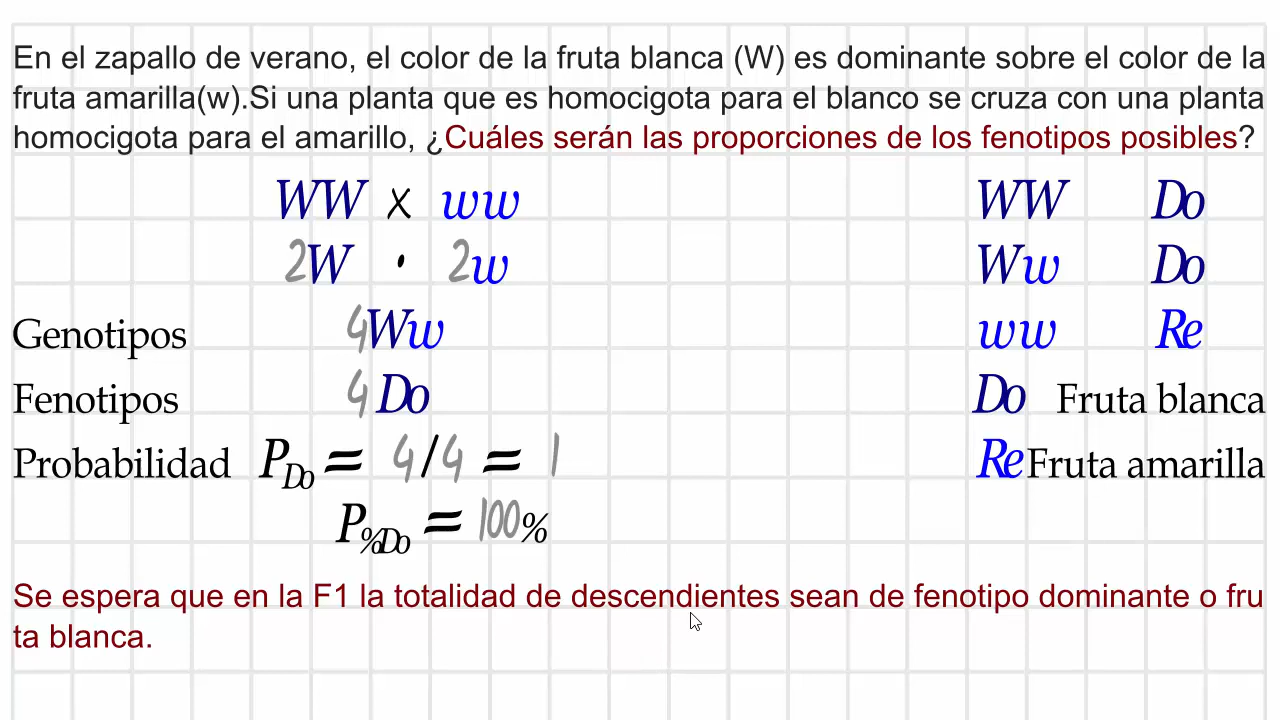 En el zapallo de verano, el color de la fruta blanca (W) es dominante sobre el color de la
fruta amarilla(w).Si una planta que es homocigota para el blanco se cruza con una planta
homocigota para el amarillo, ¿Cuáles serán las proporciones de los fenotipos posibles?
WW x ww WW Do
2W · 2w Ww Do
Genotipos 4Ww ww Re
Fenotipos 4 Do Do Fruta blanca
Probabilidad P Do = 4/4 = 1 Re Fruta amarilla
P %Do = 100%
Se espera que en la F1 la totalidad de descendientes sean de fenotipo dominante o fru
ta blanca.